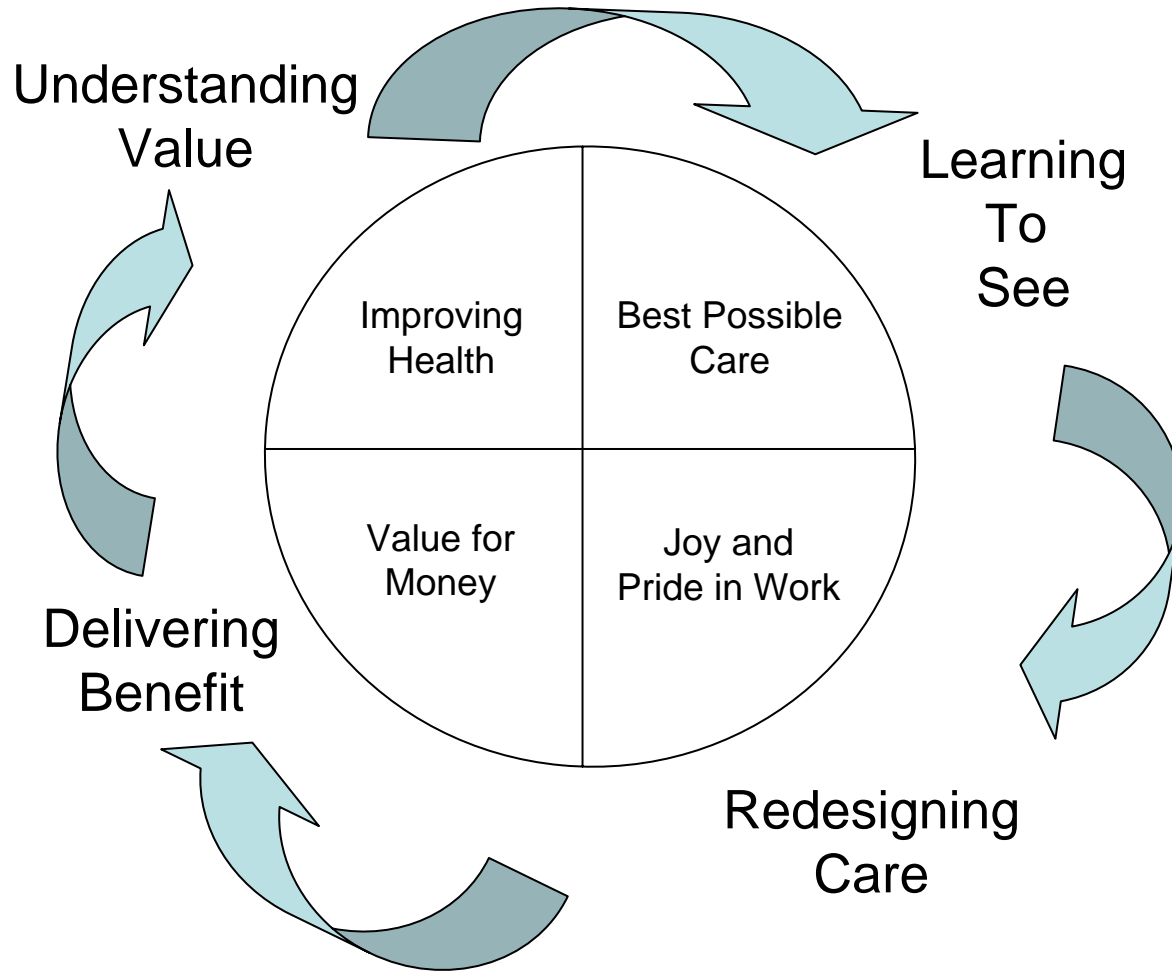 Understanding
Value
Learning
To
See
Improving
Health
Best Possible
Care
Value for
Money
Joy and
Pride in Work
Delivering
Benefit
Redesigning
Care